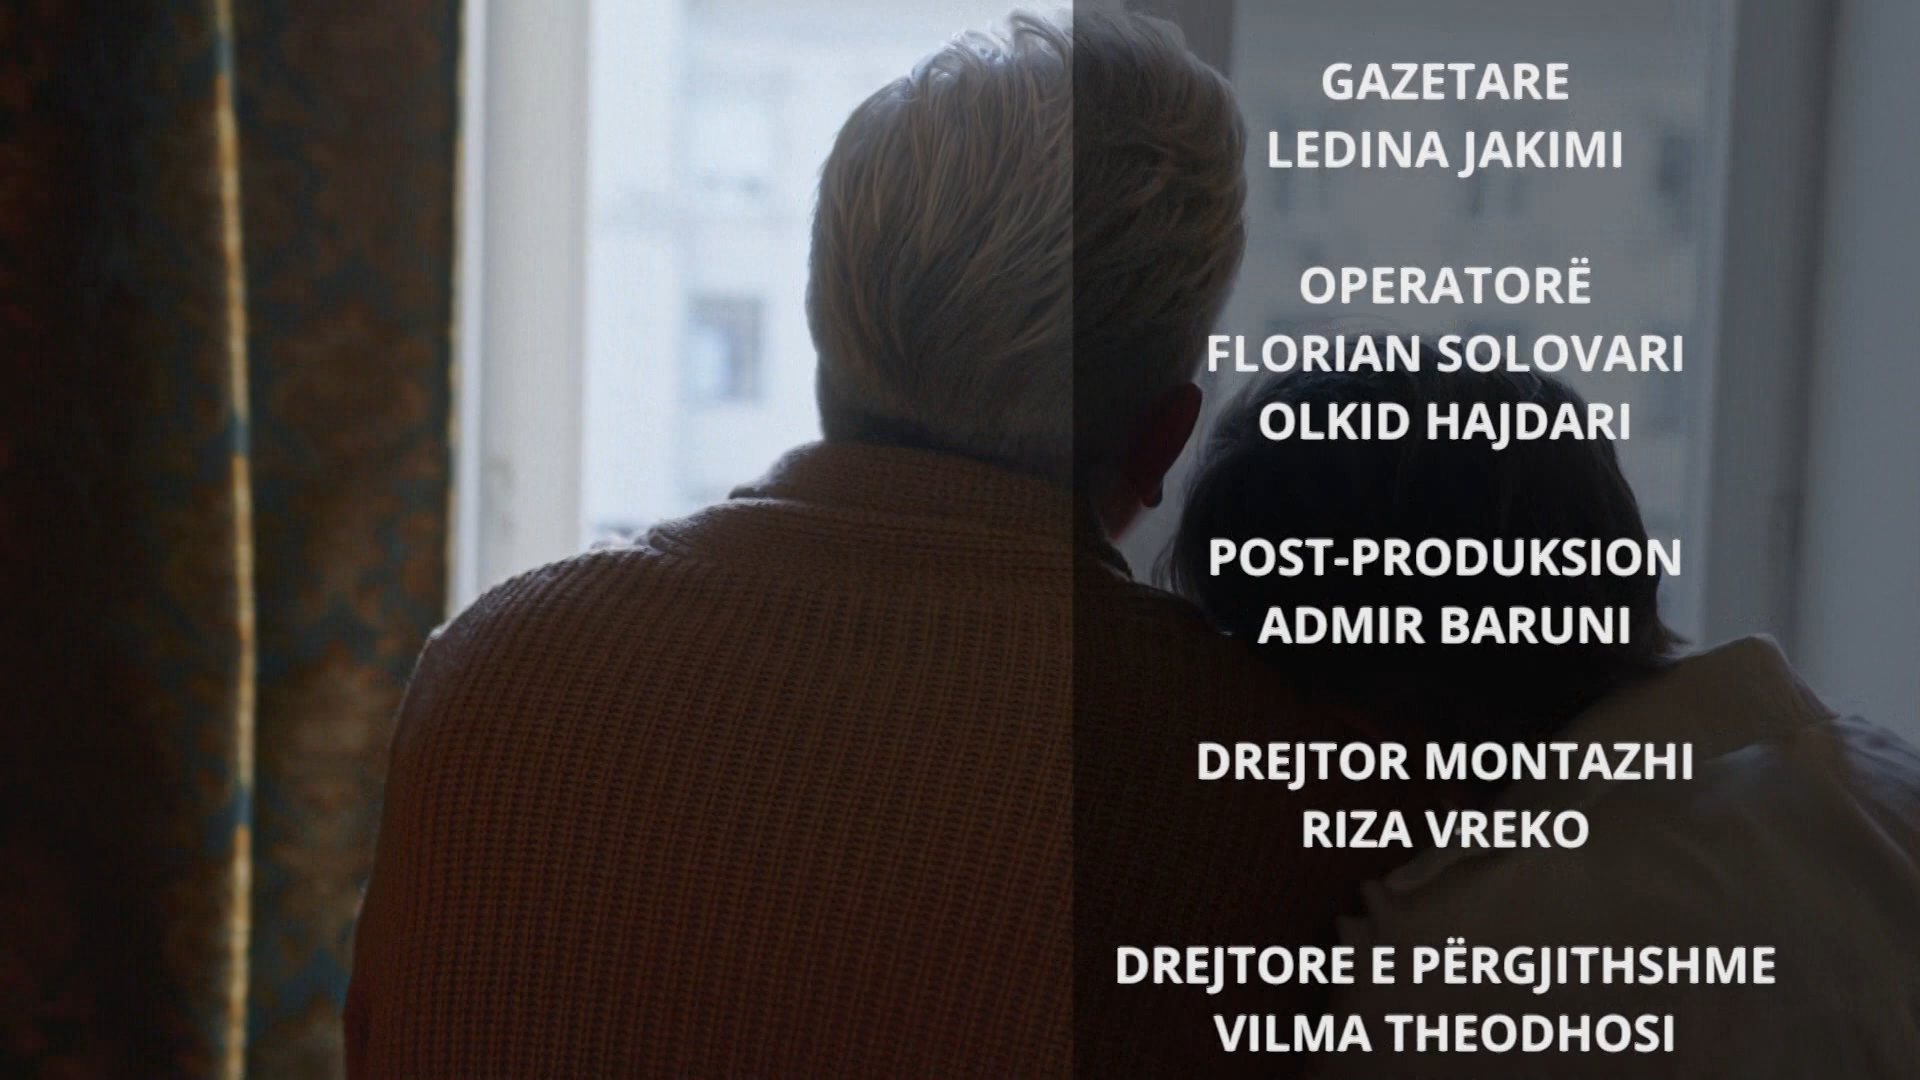 GAZETARE
LEDINA JAKIMI
OPERATORË
FLORIAN SOLOVARI
OLKID HAJDARI
POST-PRODUKSION
ADMIR BARUNI
DREJTOR MONTAZHI
RIZA VREKO
DREJTORE E PËRGJITHSHME
VILMA THEODHOSI